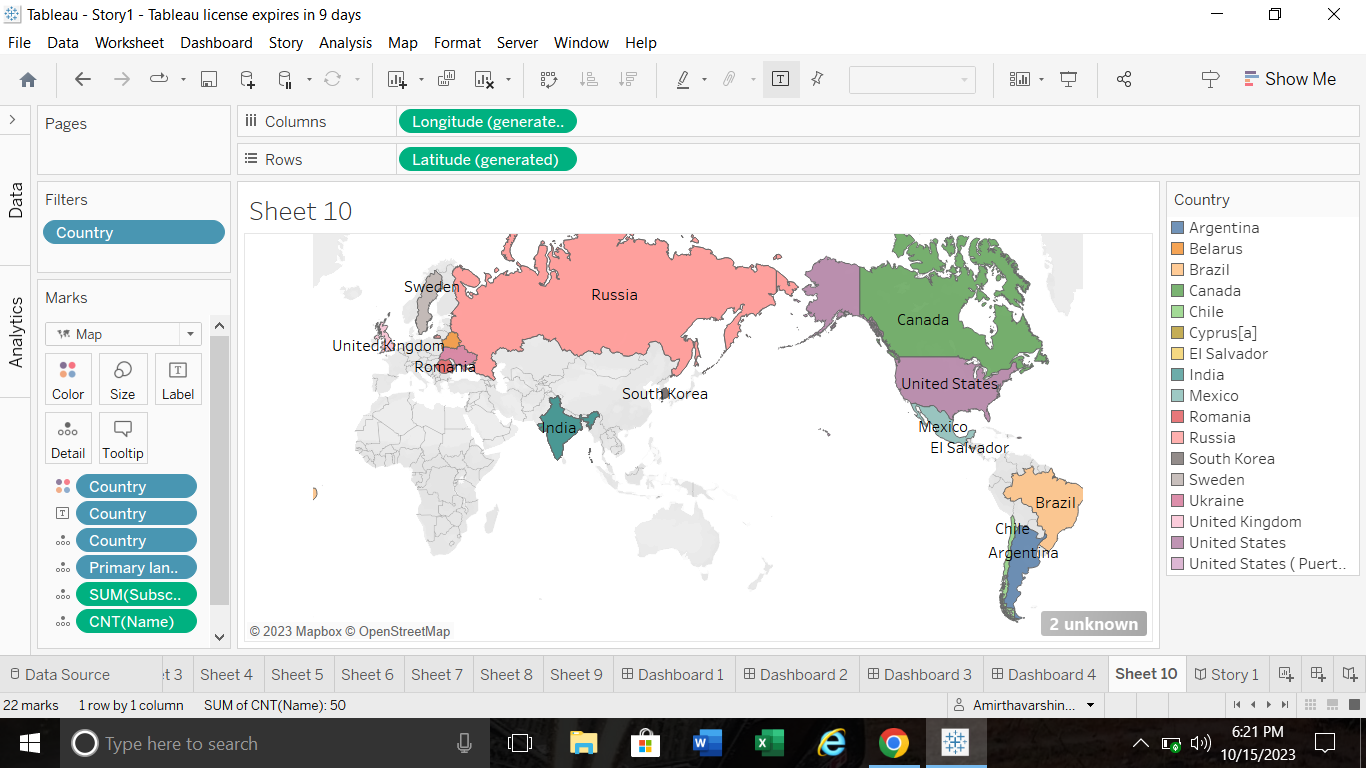 Tableau - Story1 - Tableau license expires in 9 days
File Data Worksheet Dashboard Story Analysis Map Format Server Window Help
Show Me
Data
Analytics
Pages
Filters
Country
Marks
Map
Color Size Label
Detail Tooltip
Country
Country
Country
Primary lan..
SUM(Subsc..
CNT(Name)
Columns
Longitude (generate..
Rows
Latitude (generated)
Sheet 10
Sweden
Russia
Canada
United Kingdom
Romania
United States
South Korea
India
Mexico
El Salvador
Brazil
Chile
Argentina
© 2023 Mapbox © OpenStreetMap
2 unknown
Country
Argentina
Belarus
Brazil
Canada
Chile
Cyprus[a]
El Salvador
India
Mexico
Romania
Russia
South Korea
Sweden
Ukraine
United Kingdom
United States
United States ( Puert..
Data Source t 3 Sheet 4 Sheet 5 Sheet 6 Sheet 7 Sheet 8 Sheet 9 Dashboard 1 Dashboard 2 Dashboard 3 Dashboard 4 Sheet 10 Story 1
22 marks 1 row by 1 column SUM of CNT(Name): 50 Amirthavarshin...
Type here to search
6:21 PM
10/15/2023